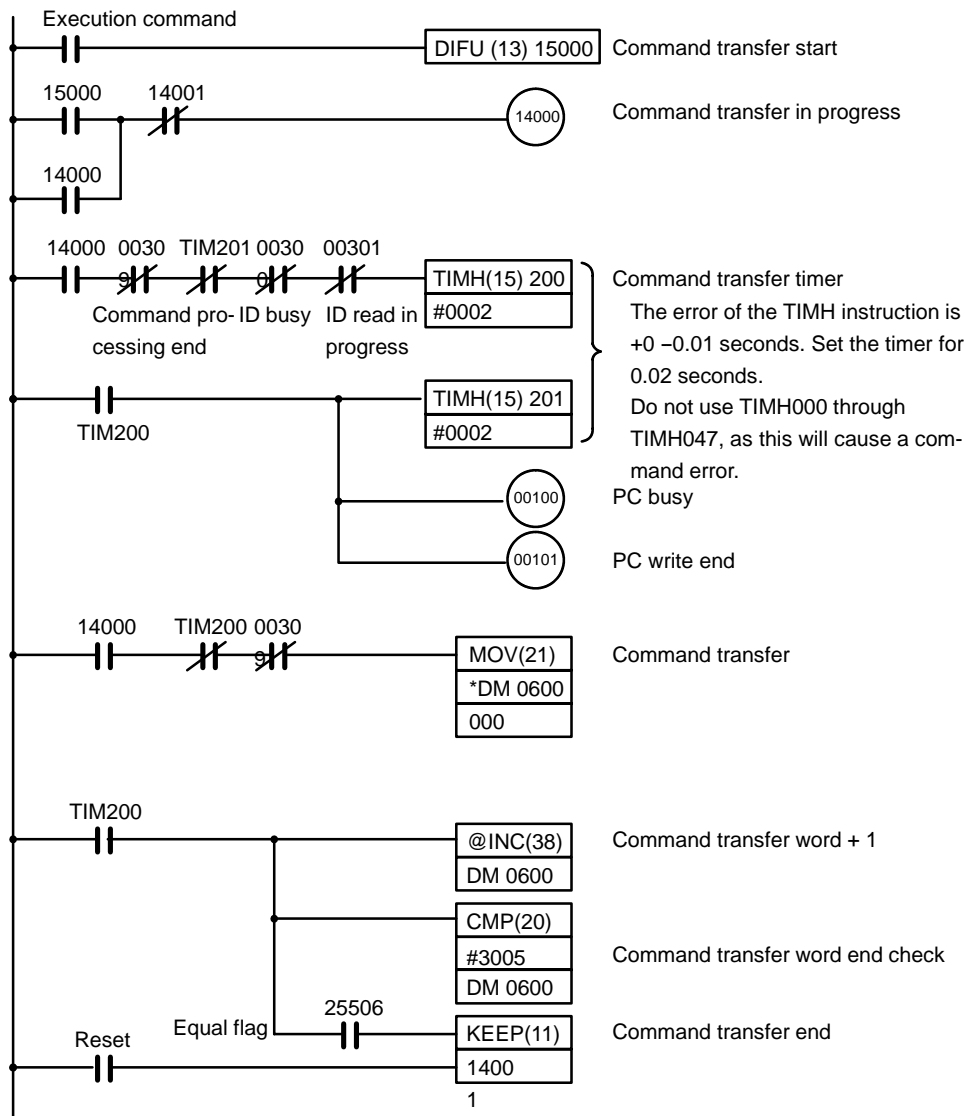 Execution command
DIFU (13) 15000 Command transfer start
15000 14001
14000 Command transfer in progress
14000
14000 0030 TIM201 0030 00301
9 0
TIMH(15) 200 Command transfer timer
#0002
Command pro- ID busy ID read in
cessing end progress
The error of the TIMH instruction is
+0 −0.01 seconds. Set the timer for
0.02 seconds.
Do not use TIMH000 through
TIMH047, as this will cause a com-
mand error.
TIM200
TIMH(15) 201
#0002
00100 PC busy
00101 PC write end
14000 TIM200 0030
9
MOV(21) Command transfer
*DM 0600
000
TIM200
@INC(38) Command transfer word + 1
DM 0600
CMP(20)
#3005 Command transfer word end check
DM 0600
25506
Equal flag
KEEP(11) Command transfer end
Reset
1400
1